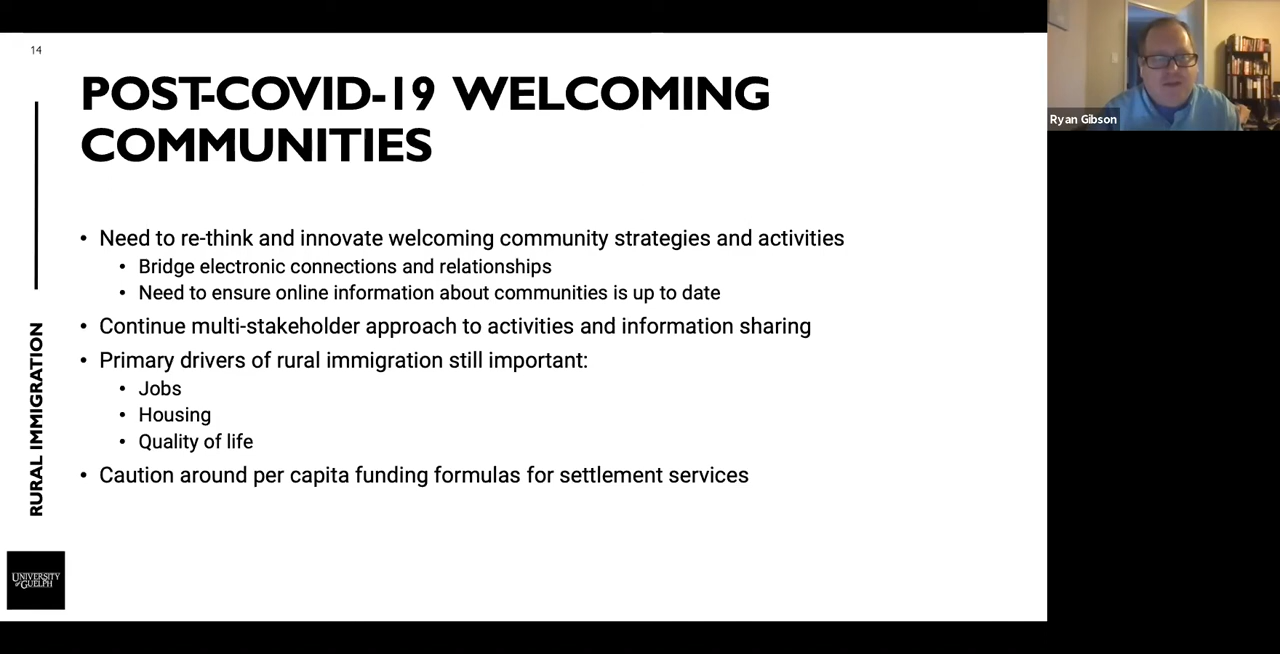 14
POST-COVID-19 WELCOMING
COMMUNITIES
• Need to re-think and innovate welcoming community strategies and activities
• Bridge electronic connections and relationships
• Need to ensure online information about communities is up to date
• Continue multi-stakeholder approach to activities and information sharing
• Primary drivers of rural immigration still important:
• Jobs
• Housing
• Quality of life
• Caution around per capita funding formulas for settlement services
RURAL IMMIGRATION
UNIVERSITY
OF GUELPH
Ryan Gibson